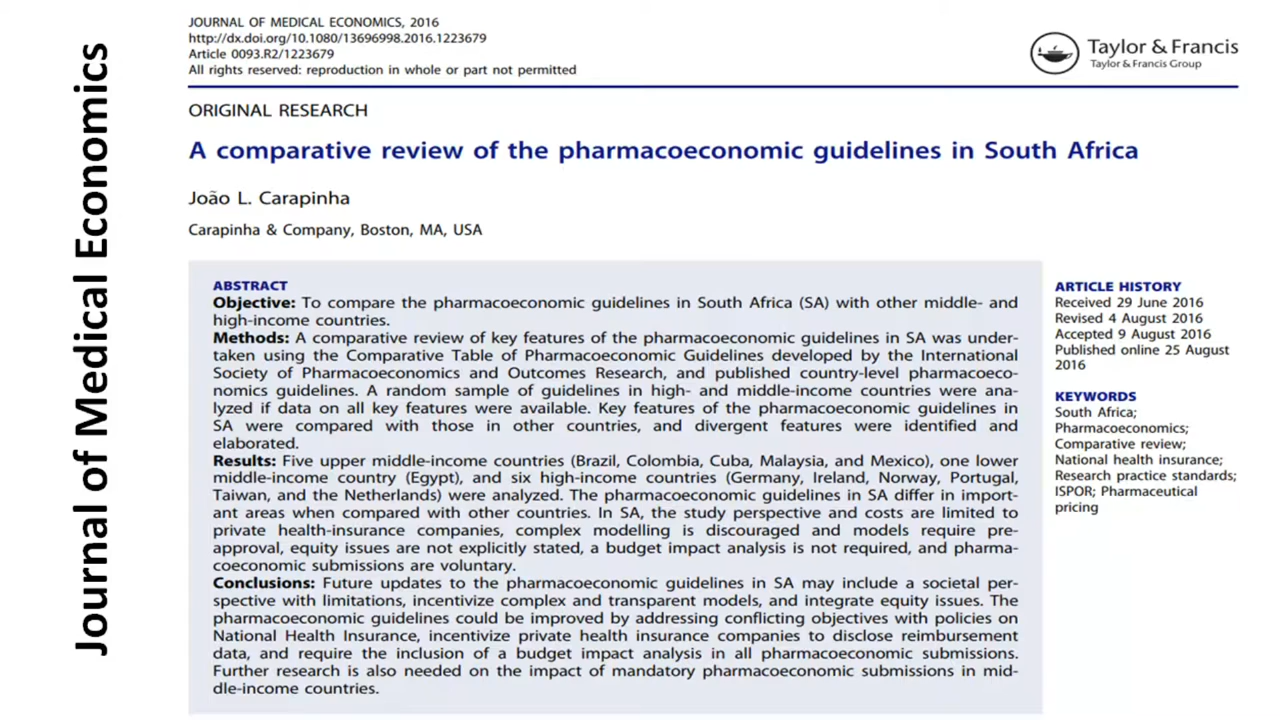 Journal of Medical Economics
JOURNAL OF MEDICAL ECONOMICS, 2016
http://dx.doi.org/10.1080/13696998.2016.1223679
Article 0093.R2/1223679
All rights reserved: reproduction in whole or part not permitted
Taylor & Francis
Taylor & Francis Group
ORIGINAL RESEARCH
A comparative review of the pharmacoeconomic guidelines in South Africa
João L. Carapinha
Carapinha & Company, Boston, MA, USA
ABSTRACT
Objective: To compare the pharmacoeconomic guidelines in South Africa (SA) with other middle- and
high-income countries.
Methods: A comparative review of key features of the pharmacoeconomic guidelines in SA was under-
taken using the Comparative Table of Pharmacoeconomic Guidelines developed by the International
Society of Pharmacoeconomics and Outcomes Research, and published country-level pharmacoeco-
nomics guidelines. A random sample of guidelines in high- and middle-income countries were ana-
lyzed if data on all key features were available. Key features of the pharmacoeconomic guidelines in
SA were compared with those in other countries, and divergent features were identified and
elaborated.
Results: Five upper middle-income countries (Brazil, Colombia, Cuba, Malaysia, and Mexico), one lower
middle-income country (Egypt), and six high-income countries (Germany, Ireland, Norway, Portugal,
Taiwan, and the Netherlands) were analyzed. The pharmacoeconomic guidelines in SA differ in import-
ant areas when compared with other countries. In SA, the study perspective and costs are limited to
private health-insurance companies, complex modelling is discouraged and models require pre-
approval, equity issues are not explicitly stated, a budget impact analysis is not required, and pharma-
coeconomic submissions are voluntary.
Conclusions: Future updates to the pharmacoeconomic guidelines in SA may include a societal per-
spective with limitations, incentivize complex and transparent models, and integrate equity issues. The
pharmacoeconomic guidelines could be improved by addressing conflicting objectives with policies on
National Health Insurance, incentivize private health insurance companies to disclose reimbursement
data, and require the inclusion of a budget impact analysis in all pharmacoeconomic submissions.
Further research is also needed on the impact of mandatory pharmacoeconomic submissions in mid-
dle-income countries.
ARTICLE HISTORY
Received 29 June 2016
Revised 4 August 2016
Accepted 9 August 2016
Published online 25 August
2016
KEYWORDS
South Africa;
Pharmacoeconomics;
Comparative review;
National health insurance;
Research practice standards;
ISPOR; Pharmaceutical
pricing